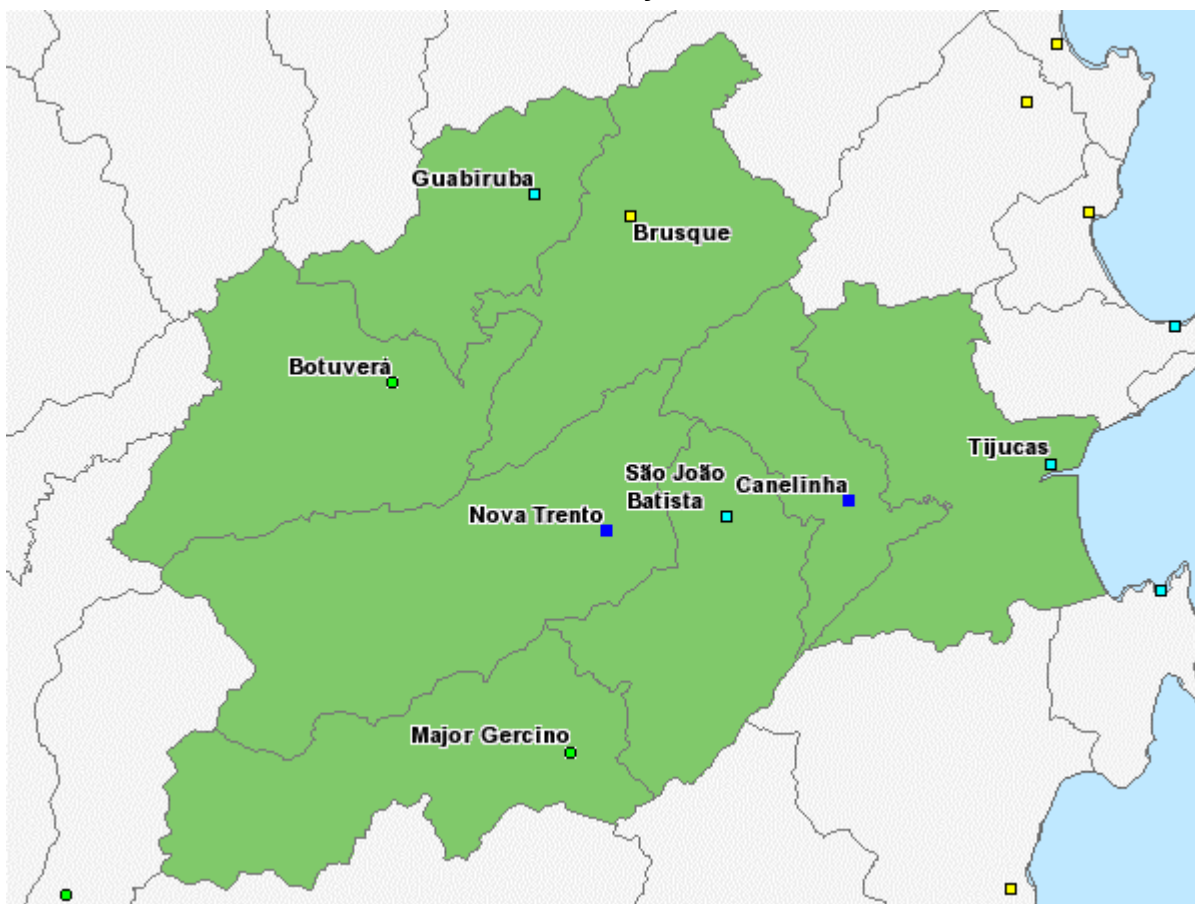 Guabiruba
Brusque
Botuverá
Tijucas
São João
Batista
Canelinha
Nova Trento
Major Gercino